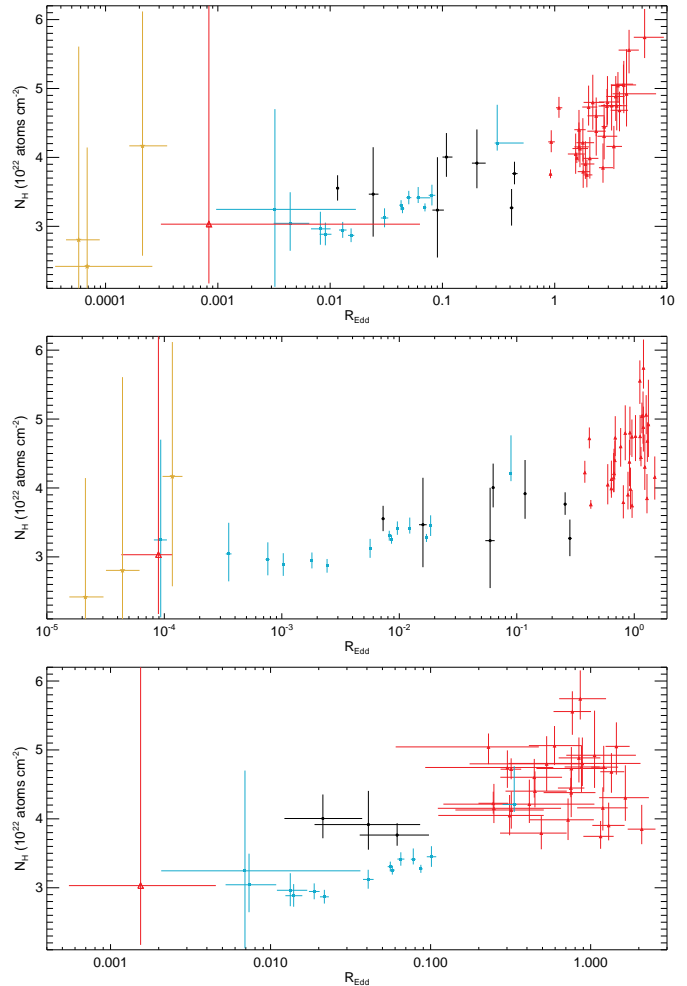 6
5
4
3
N_H (10^22 atoms cm^-2)
0.0001 0.001 0.01 0.1 1 10
R_Edd
6
5
4
3
N_H (10^22 atoms cm^-2)
10^-5 10^-4 10^-3 10^-2 10^-1 10^0
R_Edd
6
5
4
3
N_H (10^22 atoms cm^-2)
0.001 0.010 0.100 1.000
R_Edd